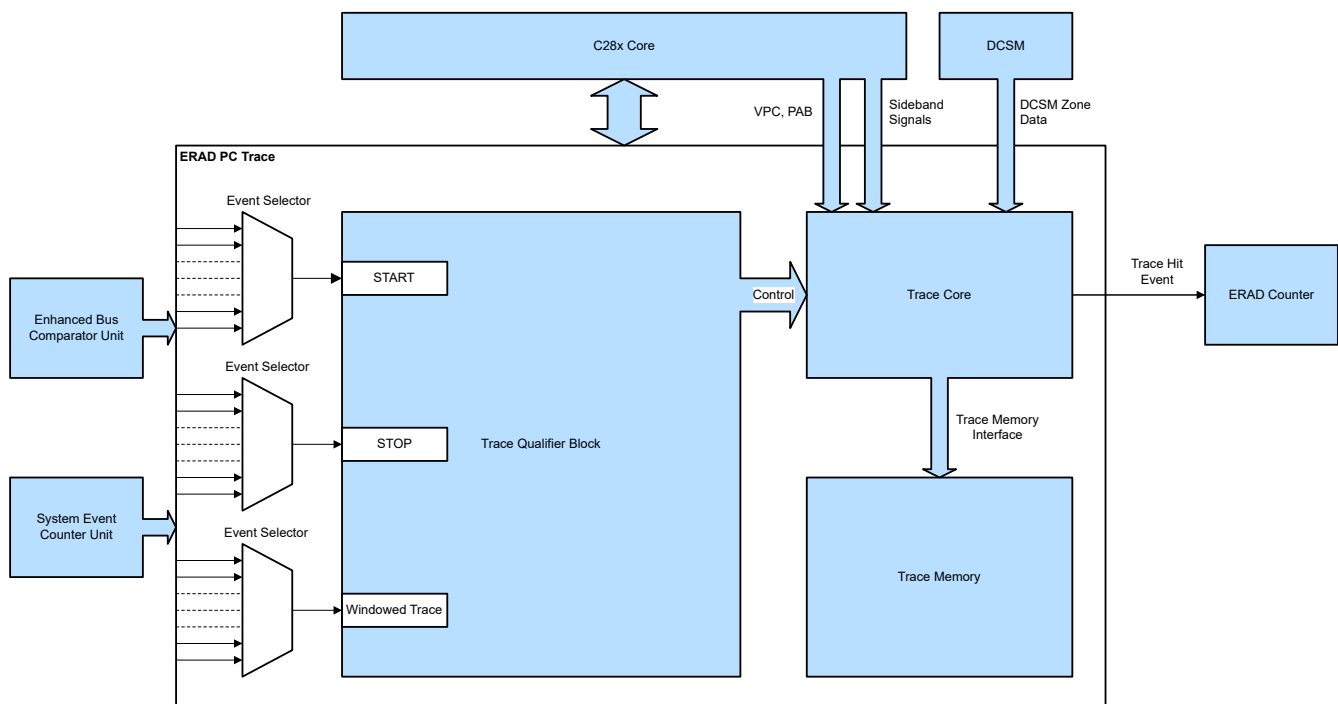 C28x Core
DCSM
VPC, PAB
Sideband
Signals
DCSM Zone
Data
ERAD PC Trace
Event Selector
START
Enhanced Bus
Comparator Unit
Control
Trace Core
Trace Hit
Event
ERAD Counter
Event Selector
STOP
Trace Qualifier Block
Trace Memory
Interface
System Event
Counter Unit
Event Selector
Windowed Trace
Trace Memory